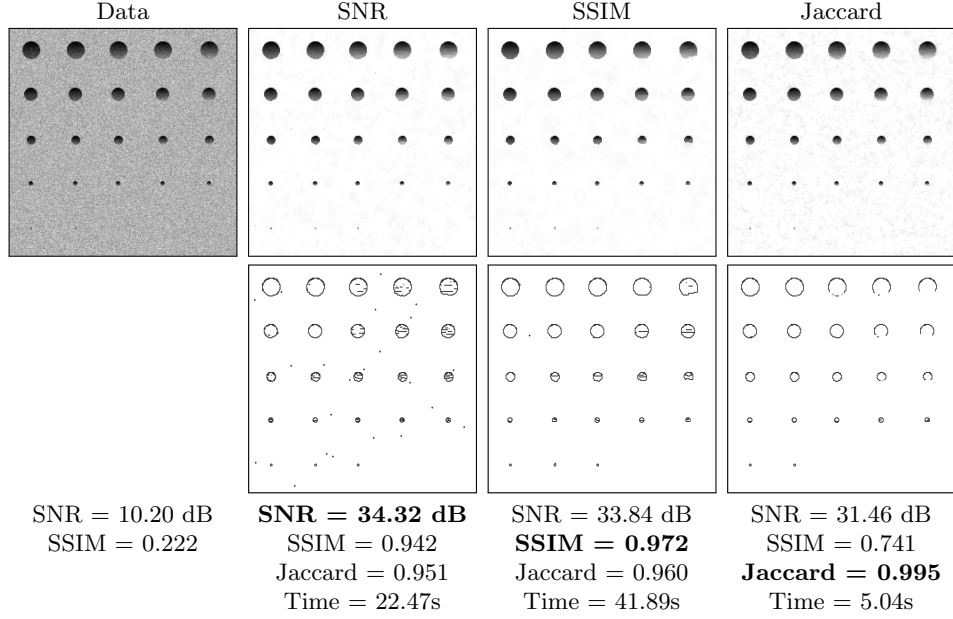 Data SNR SSIM Jaccard
SNR = 10.20 dB SNR = 34.32 dB SNR = 33.84 dB SNR = 31.46 dB
SSIM = 0.222 SSIM = 0.942 SSIM = 0.972 SSIM = 0.741
Jaccard = 0.951 Jaccard = 0.960 Jaccard = 0.995
Time = 22.47s Time = 41.89s Time = 5.04s